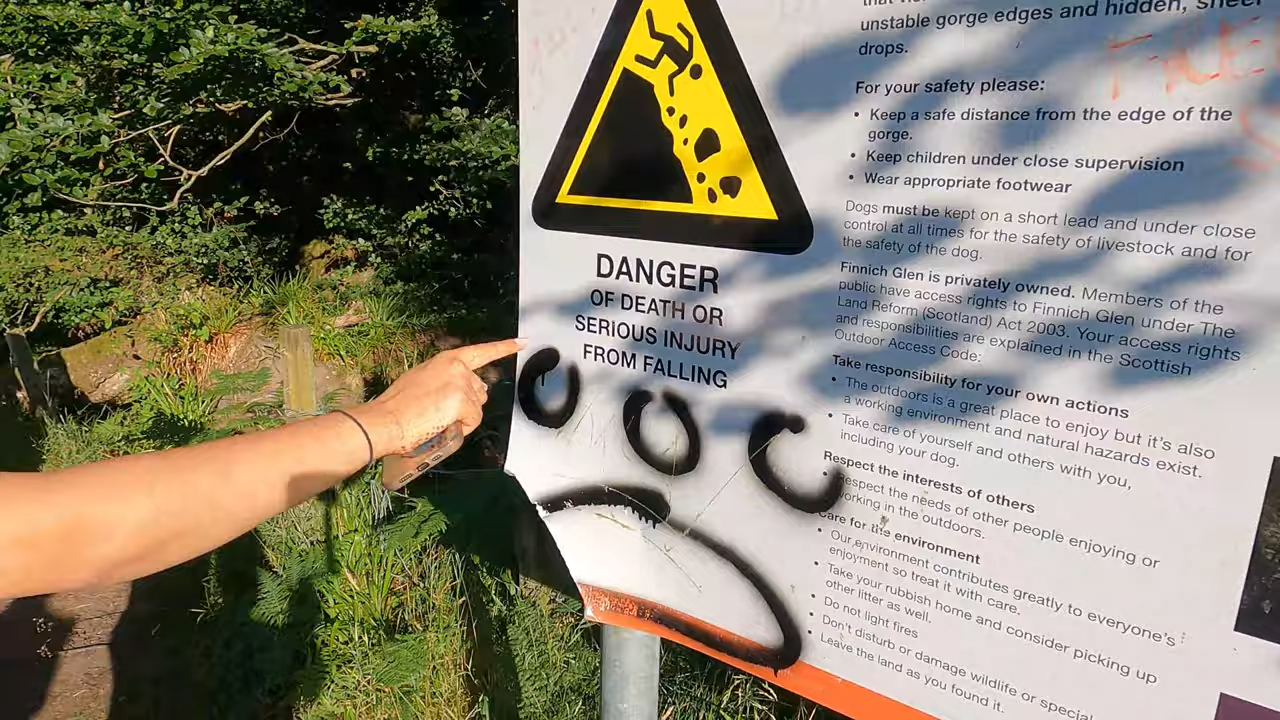 DANGER
OF DEATH OR
SERIOUS INJURY
FROM FALLING
unstable gorge edges and hidden, sheer
drops.
For your safety please:
• Keep a safe distance from the edge of the
gorge.
• Keep children under close supervision
• Wear appropriate footwear
Dogs must be kept on a short lead and under close
control at all times for the safety of livestock and for
the safety of the dog.
Finnich Glen is privately owned. Members of the
public have access rights to Finnich Glen under The
Land Reform (Scotland) Act 2003. Your access rights
and responsibilities are explained in the Scottish
Outdoor Access Code:
Take responsibility for your own actions
• The outdoors is a great place to enjoy but it's also
a working environment and natural hazards exist.
• Take care of yourself and others with you,
including your dog.
Respect the interests of others
• Respect the needs of other people enjoying or
working in the outdoors.
Care for the environment
• Our environment contributes greatly to everyone's
enjoyment so treat it with care.
• Take your rubbish home and consider picking up
other litter as well.
• Do not light fires
• Don't disturb or damage wildlife or special
• Leave the land as you found it.